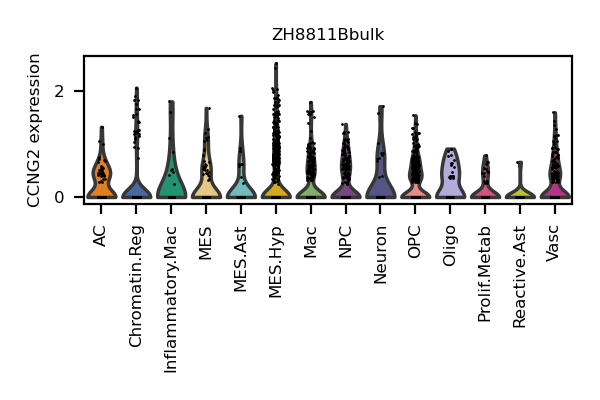 ZH8811Bbulk
CCNG2 expression
2
0
AC
Chromatin.Reg
Inflammatory.Mac
MES
MES.Ast
MES.Hyp
Mac
NPC
Neuron
OPC
Oligo
Prolif.Metab
Reactive.Ast
Vasc